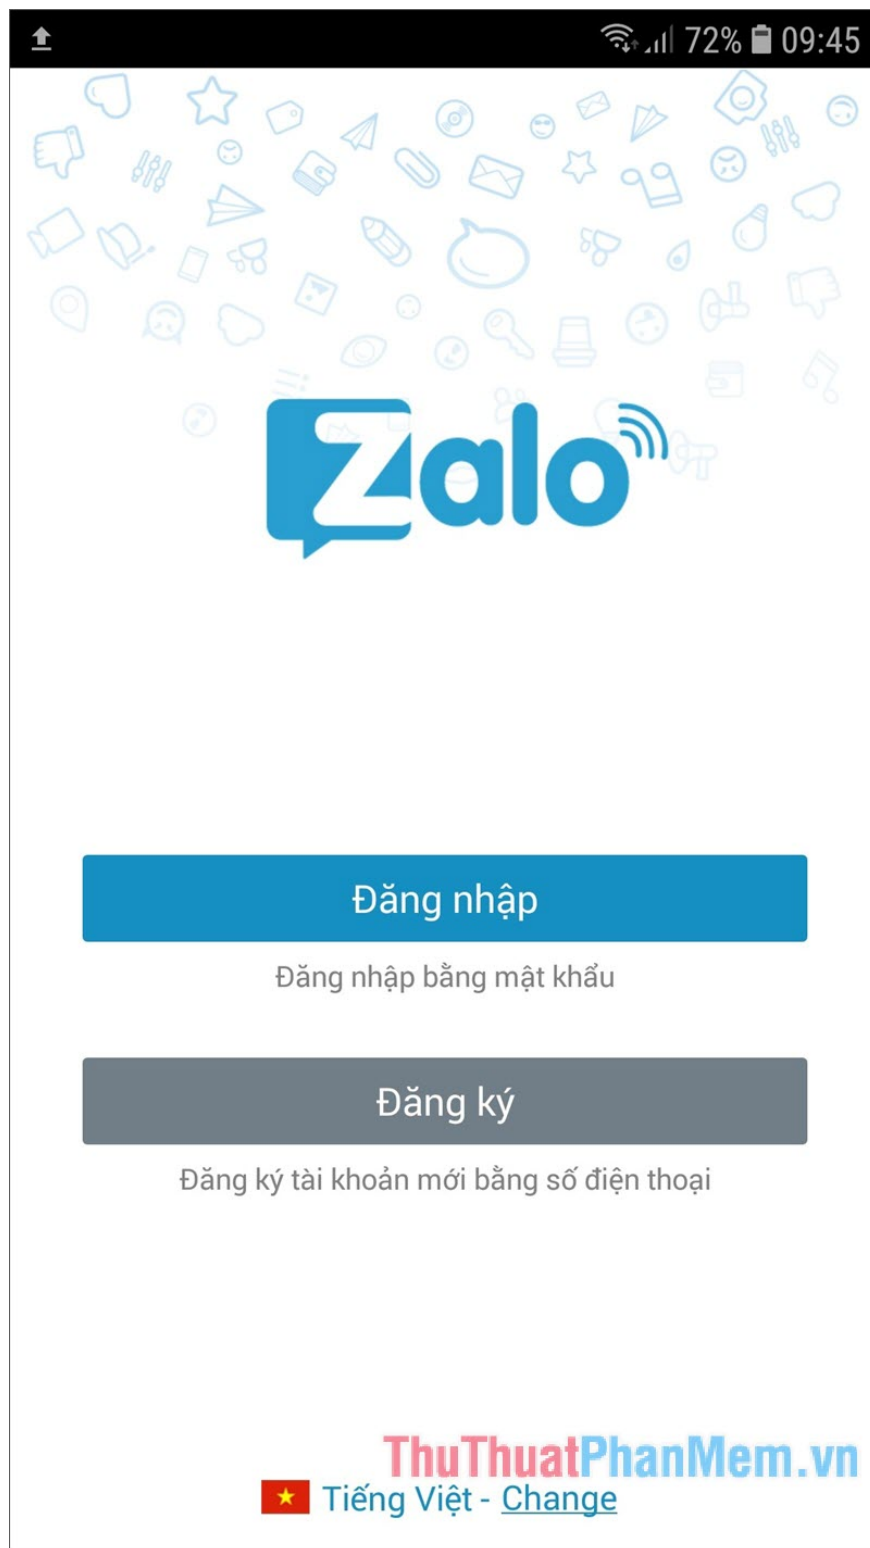 72% 09:45
Zalo
Đăng nhập
Đăng nhập bằng mật khẩu
Đăng ký
Đăng ký tài khoản mới bằng số điện thoại
ThuThuatPhanMem.vn
Tiếng Việt - Change